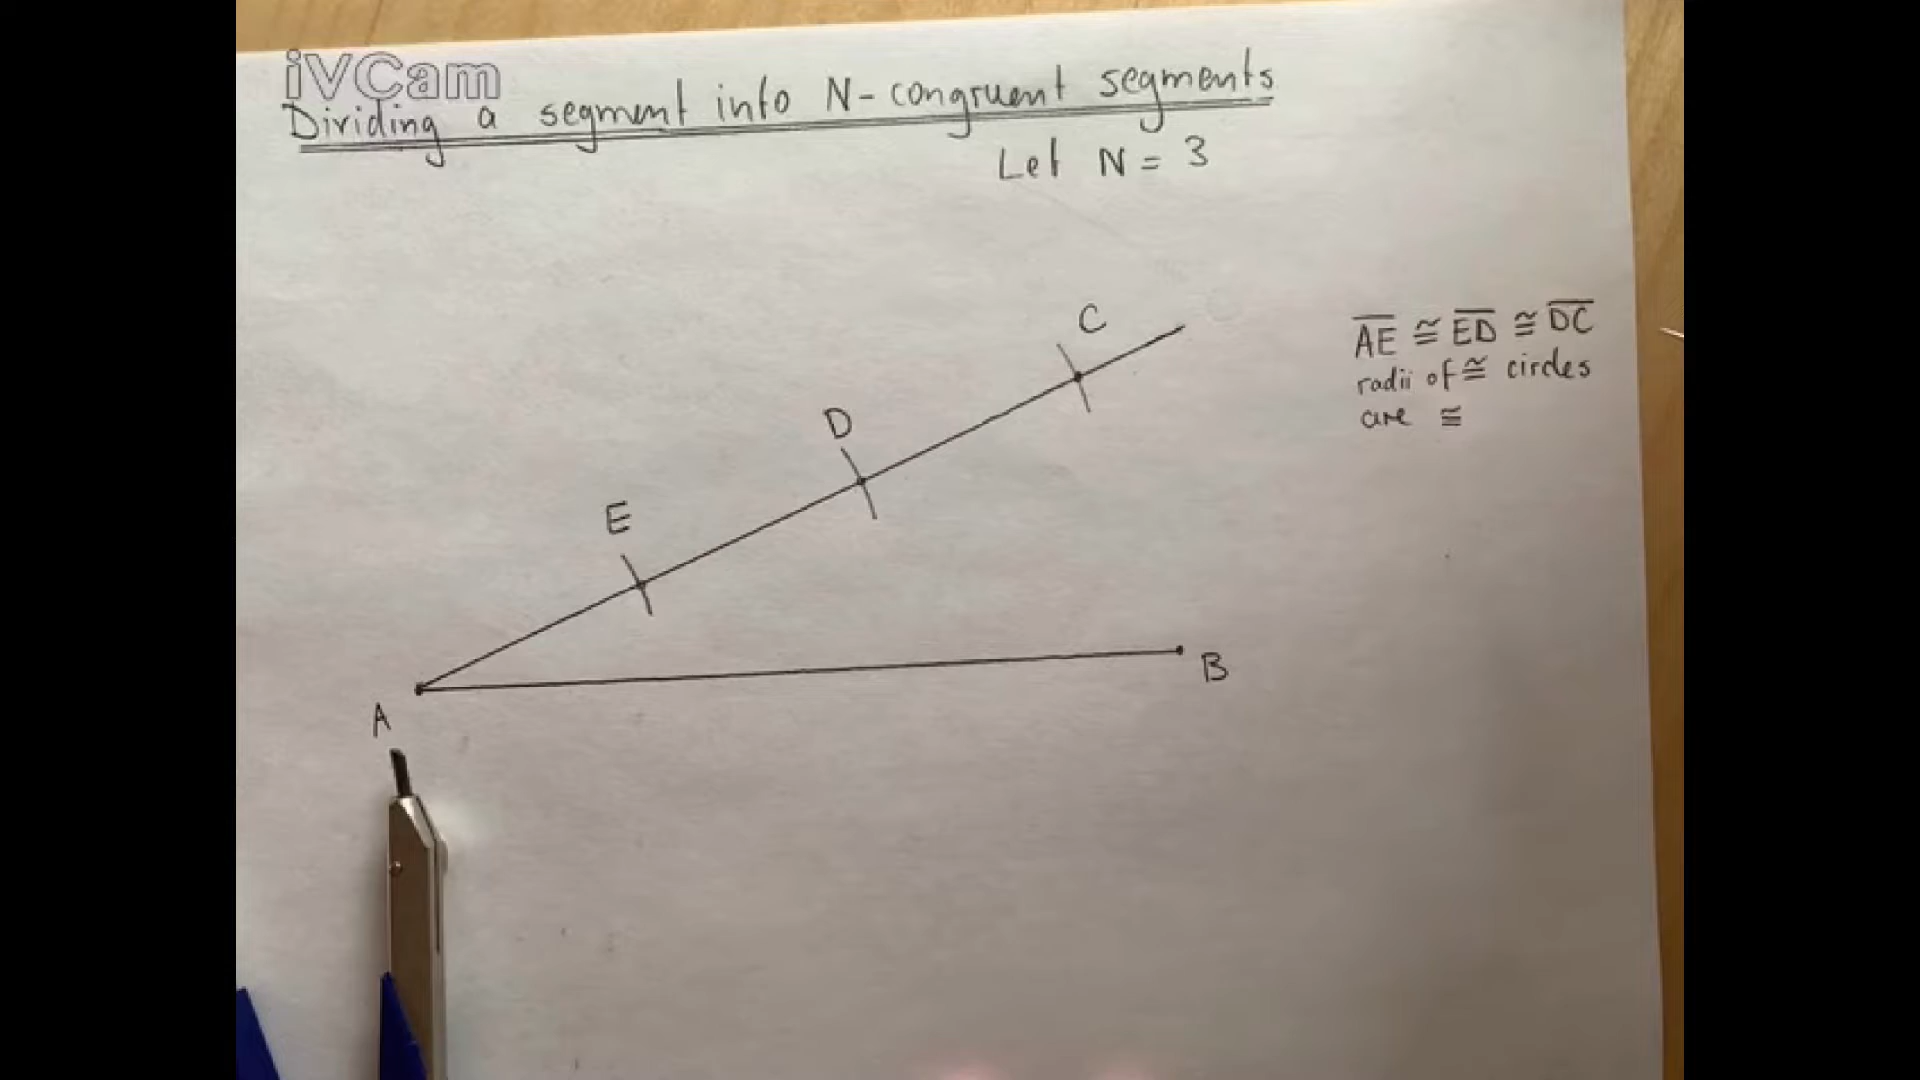 iVCam
Dividing a segment into N-congruent segments
Let N = 3
C
D
E
A
B
AE ≅ ED ≅ DC
radii of ≅ circles
are ≅